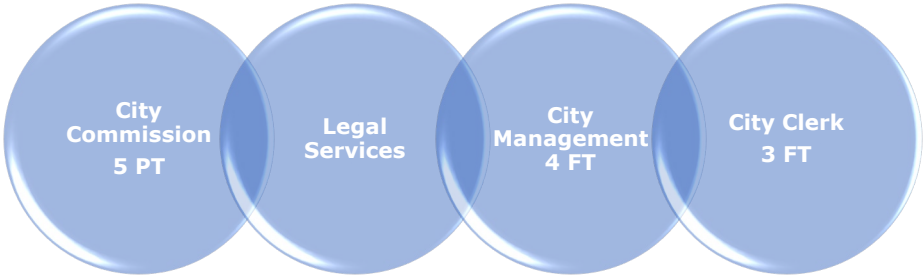 City
Commission
5 PT
Legal
Services
City
Management
4 FT
City Clerk
3 FT